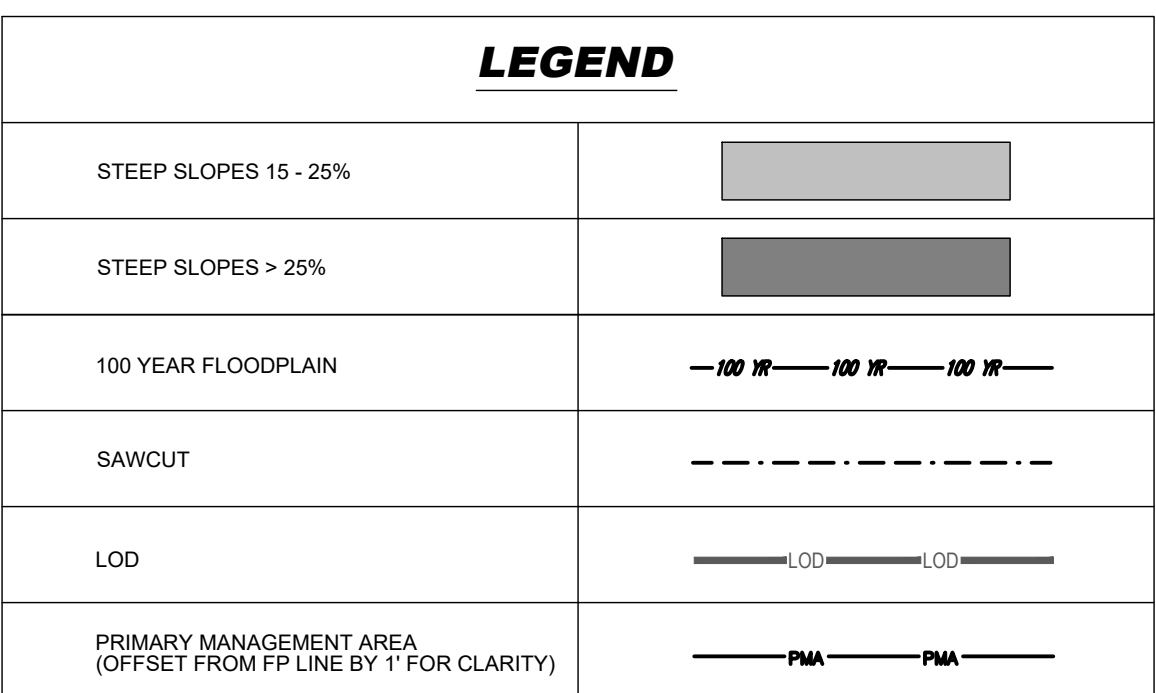 LEGEND
STEEP SLOPES 15 - 25%
STEEP SLOPES > 25%
100 YEAR FLOODPLAIN
100 YR 100 YR 100 YR
SAWCUT
LOD
LOD LOD
PRIMARY MANAGEMENT AREA
(OFFSET FROM FP LINE BY 1' FOR CLARITY)
PMA PMA